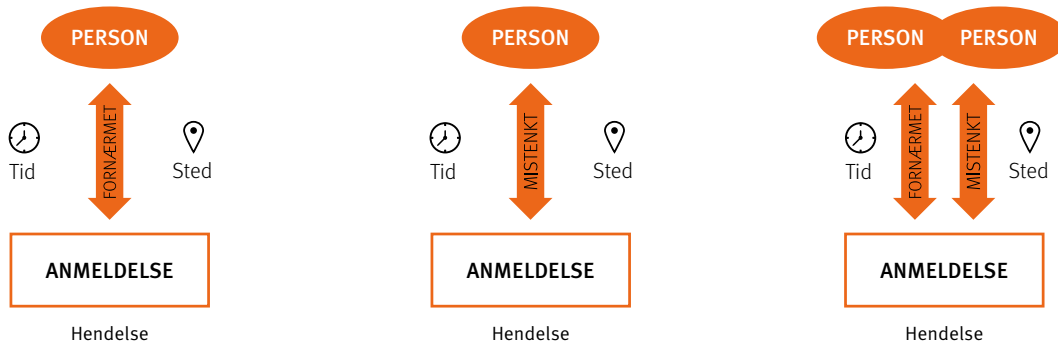 PERSON
FORNÆRMET
Tid
Sted
ANMELDELSE
Hendelse
PERSON
MISTENKT
Tid
Sted
ANMELDELSE
Hendelse
PERSON PERSON
FORNÆRMET
MISTENKT
Tid
Sted
ANMELDELSE
Hendelse